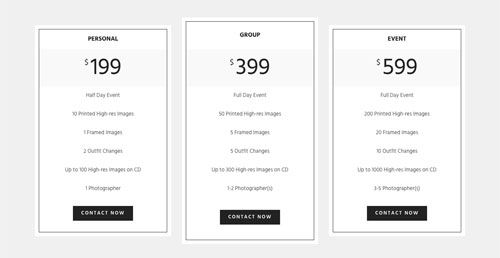 PERSONAL
$199
Half Day Event
10 Printed High-res Images
1 Framed Images
2 Outfit Changes
Up to 100 High-res Images on CD
1 Photographer
CONTACT NOW
GROUP
$399
Full Day Event
50 Printed High-res Images
5 Framed Images
5 Outfit Changes
Up to 300 High-res Images on CD
1-2 Photographer(s)
CONTACT NOW
EVENT
$599
Full Day Event
200 Printed High-res Images
20 Framed Images
10 Outfit Changes
Up to 1000 High-res Images on CD
3-5 Photographer(s)
CONTACT NOW